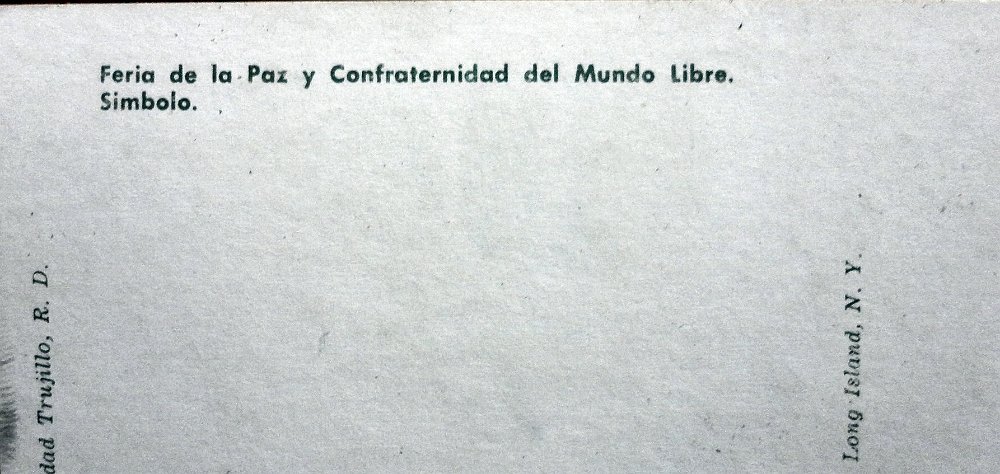 Feria de la Paz y Confraternidad del Mundo Libre.
Simbolo.
dad Trujillo, R. D.
Long Island, N. Y.